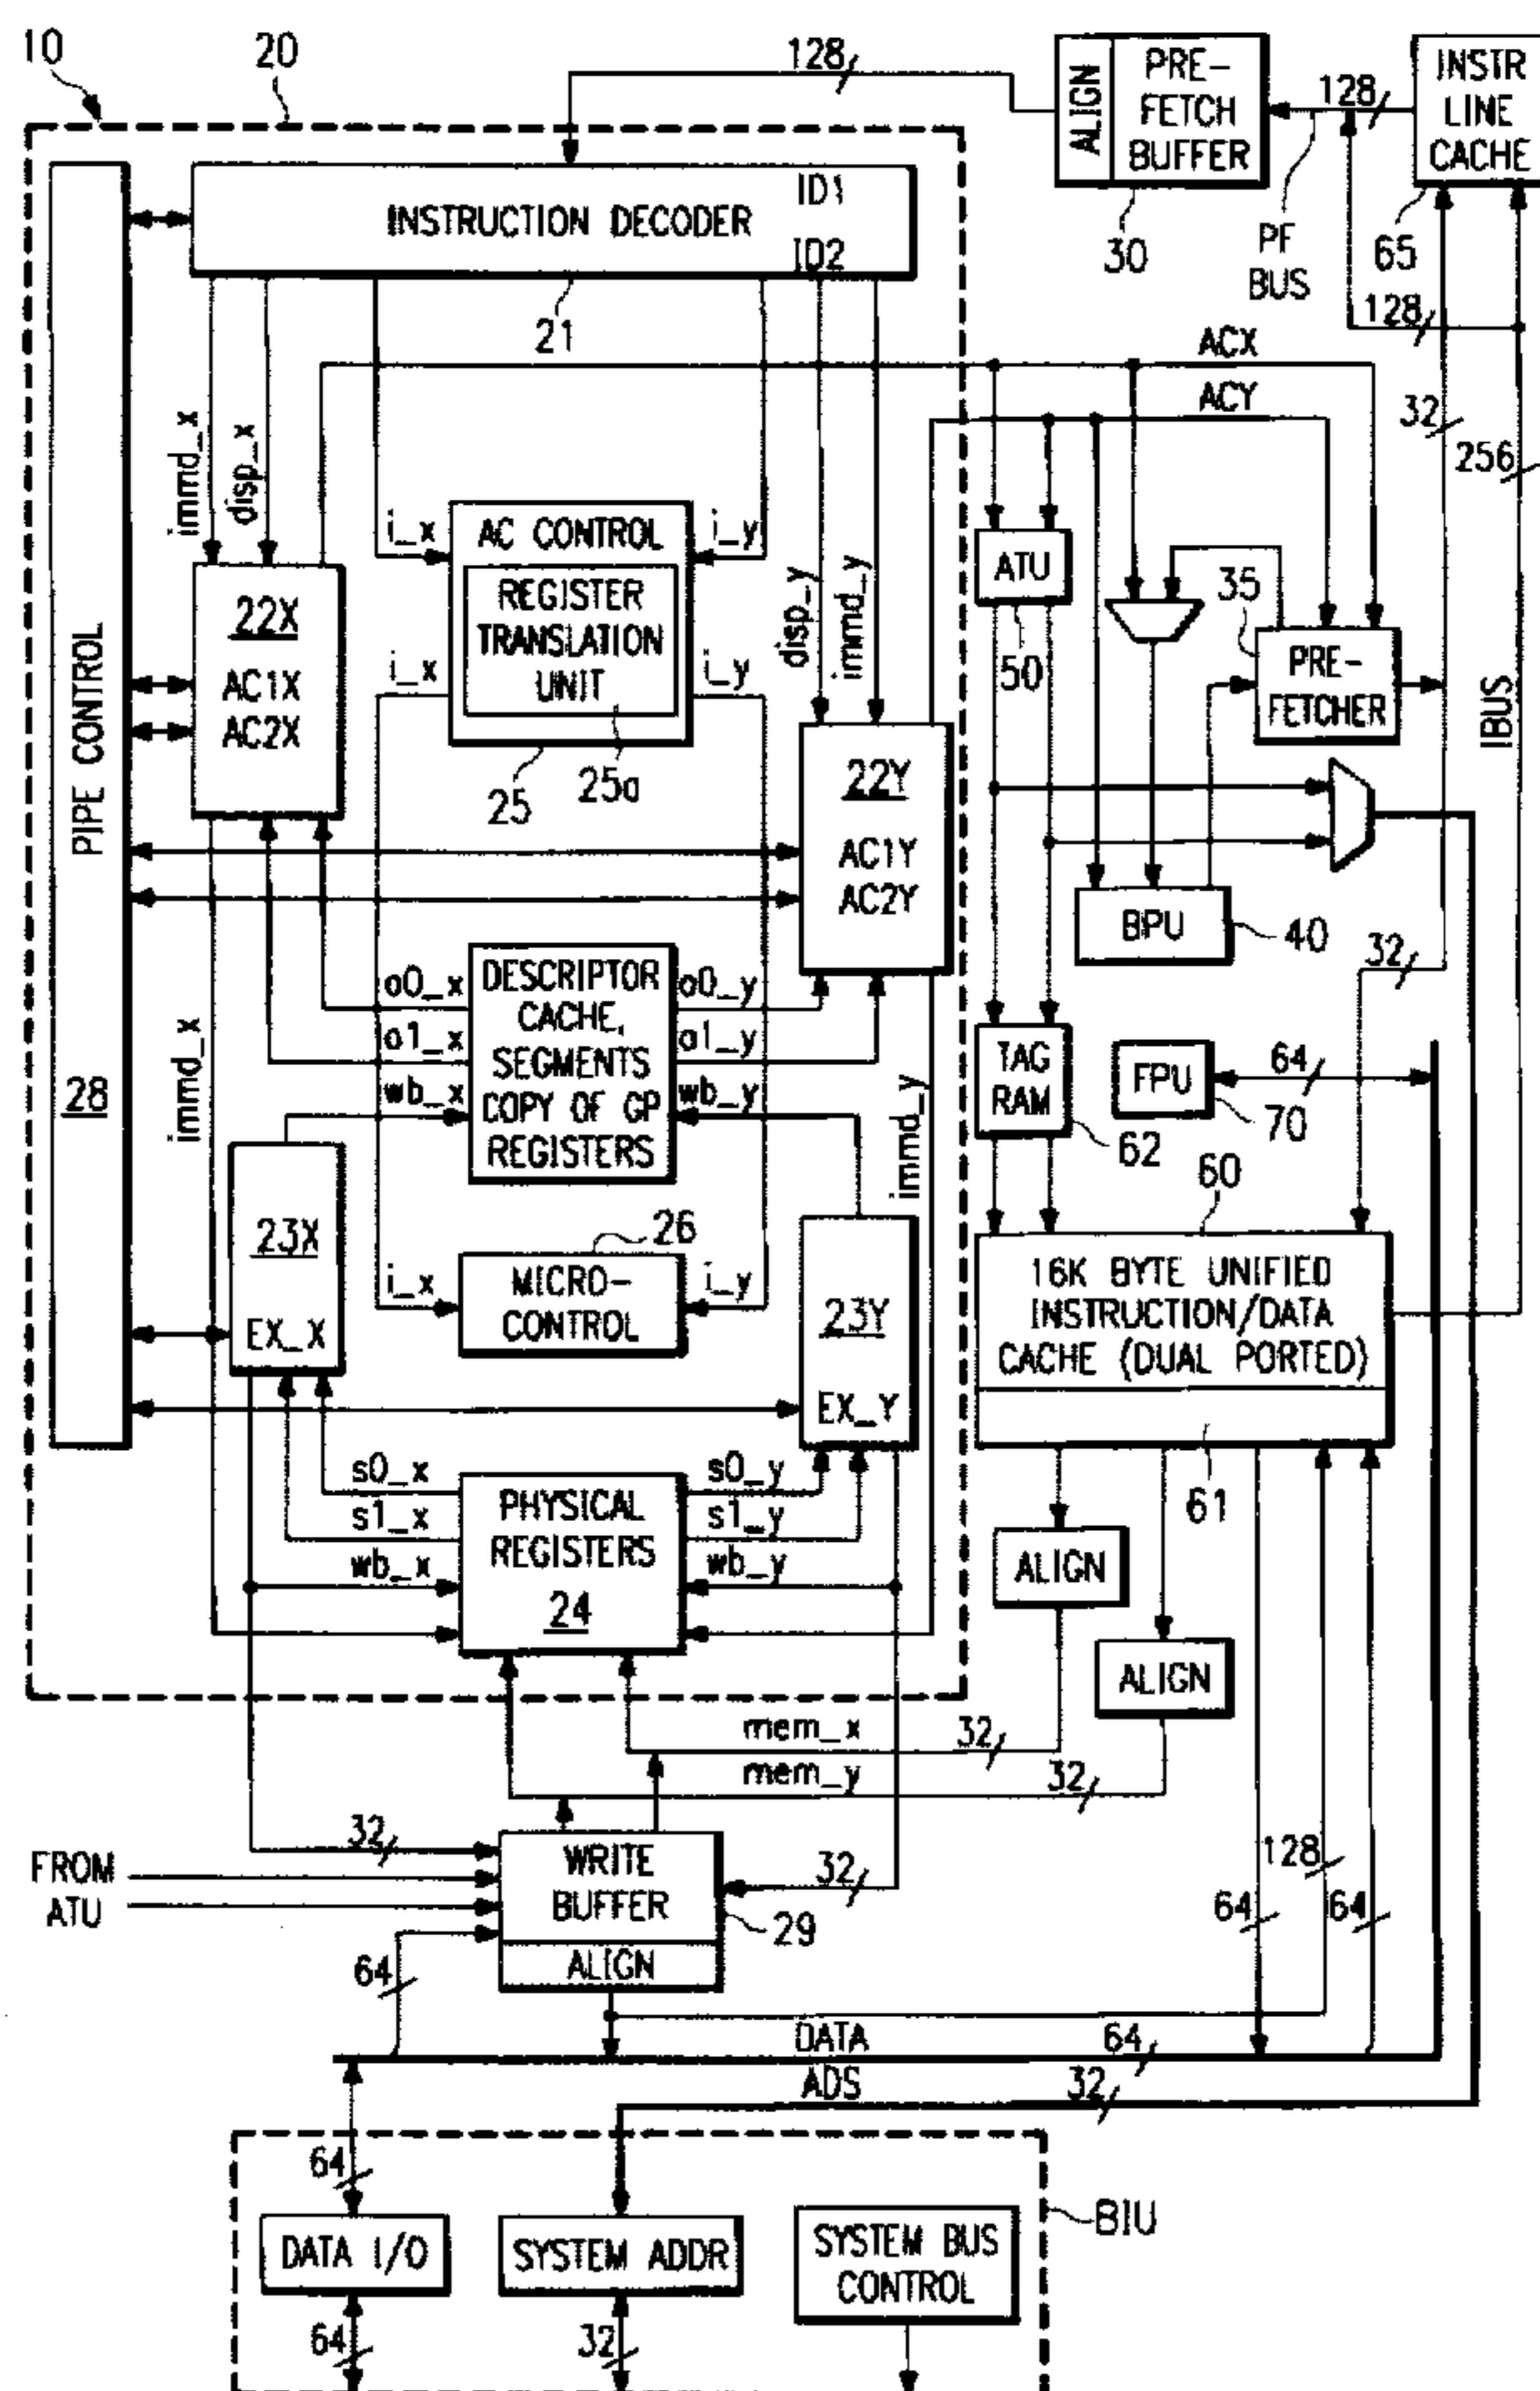 10
20
128
ALIGN
PRE-
FETCH
BUFFER
30
128
PF
BUS
INSTR
LINE
CACHE
65
128
ID1
INSTRUCTION DECODER
ID2
21
ACX
ACY
32
256
IBUS
immd_x
disp_x
i_x
AC CONTROL
i_y
REGISTER
TRANSLATION
UNIT
i_x
i_y
25
25a
disp_y
immd_y
ATU
50
35
PRE-
FETCHER
PIPE CONTROL
28
22X
AC1X
AC2X
22Y
AC1Y
AC2Y
BPU
40
32
a0_x
a1_x
wb_x
DESCRIPTOR
CACHE,
SEGMENTS
COPY OF GP
REGISTERS
a0_y
a1_y
wb_y
immd_x
immd_y
TAG
RAM
62
FPU
64
70
60
23X
EX_X
26
i_x
MICRO-
CONTROL
i_y
23Y
EX_Y
16K BYTE UNIFIED
INSTRUCTION/DATA
CACHE (DUAL PORTED)
61
s0_x
s1_x
wb_x
PHYSICAL
REGISTERS
24
s0_y
s1_y
wb_y
ALIGN
ALIGN
mem_x
32
mem_y
32
32
FROM
ATU
WRITE
BUFFER
ALIGN
32
29
64
128
64
64
DATA
64
ADS
32
64
DATA I/O
SYSTEM ADDR
SYSTEM BUS
CONTROL
BIU
64
32